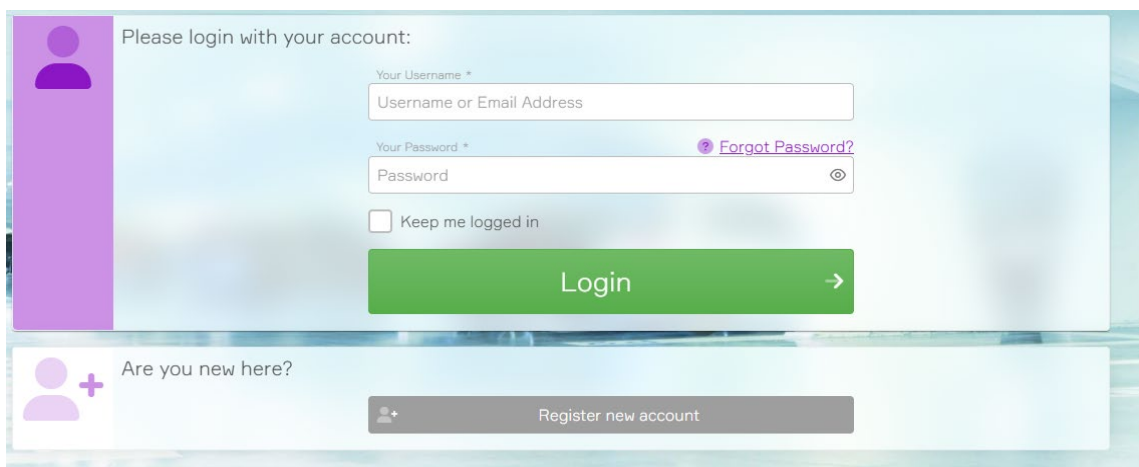 Please login with your account:
Your Username *
Username or Email Address
Your Password *
Forgot Password?
Password
Keep me logged in
Login
Are you new here?
Register new account